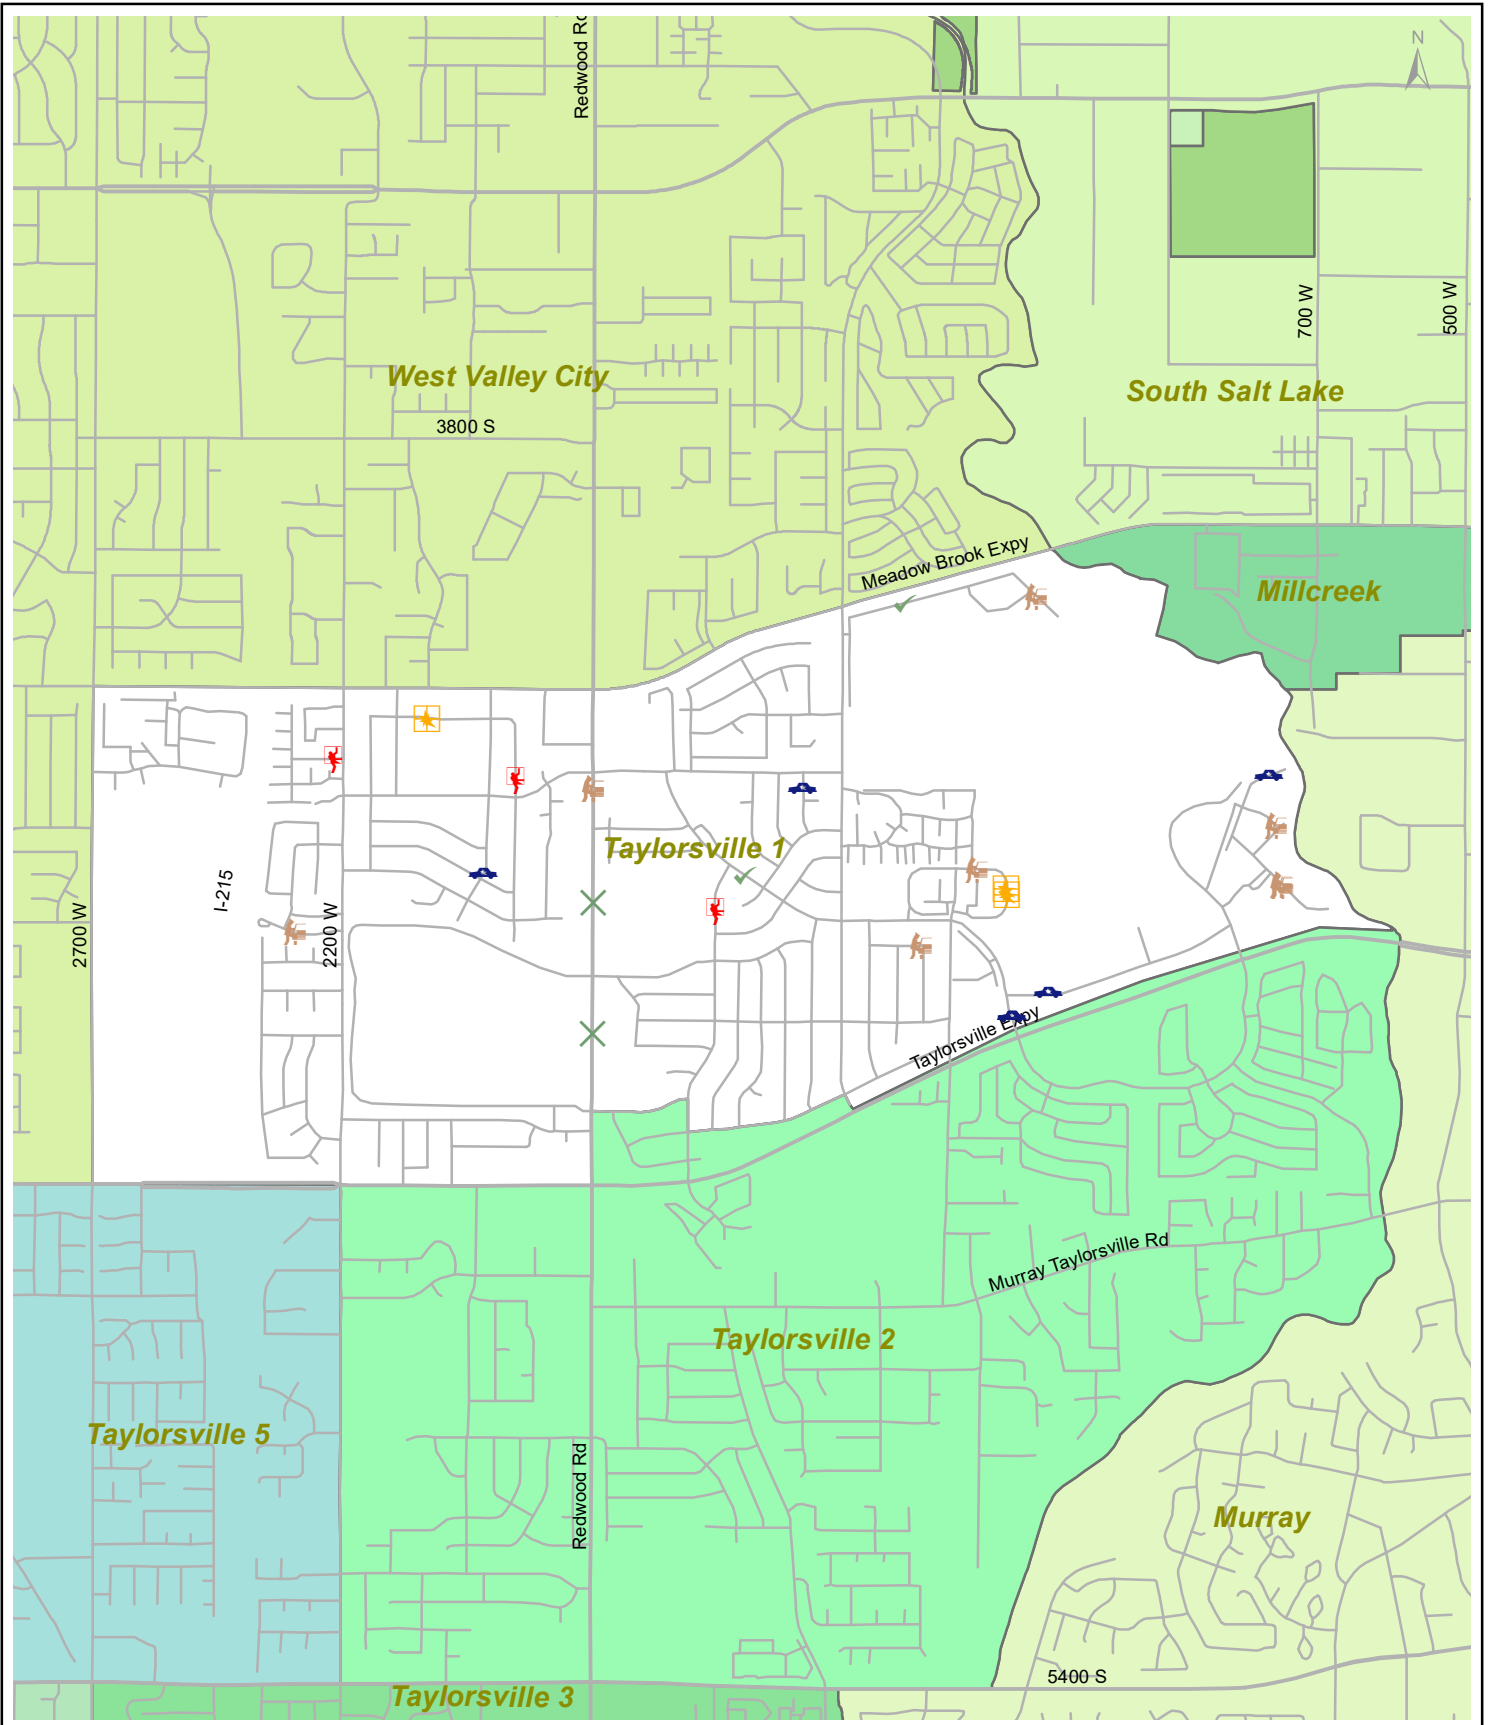 N
Redwood Rd
700 W
500 W
West Valley City
South Salt Lake
3800 S
Meadow Brook Expy
Millcreek
Taylorsville 1
I-215
2700 W
2200 W
Taylorsville Expy
Murray Taylorsville Rd
Taylorsville 2
Taylorsville 5
Redwood Rd
Murray
5400 S
Taylorsville 3